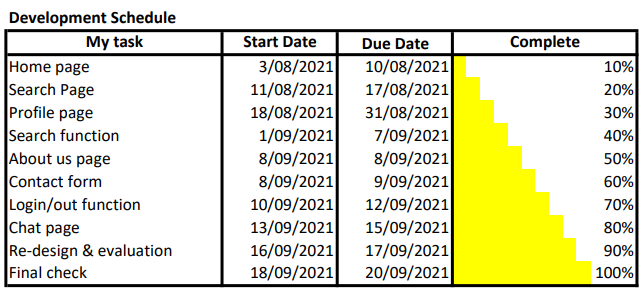 Development Schedule
My task Start Date Due Date Complete
Home page 3/08/2021 10/08/2021 10%
Search Page 11/08/2021 17/08/2021 20%
Profile page 18/08/2021 31/08/2021 30%
Search function 1/09/2021 7/09/2021 40%
About us page 8/09/2021 8/09/2021 50%
Contact form 8/09/2021 9/09/2021 60%
Login/out function 10/09/2021 12/09/2021 70%
Chat page 13/09/2021 15/09/2021 80%
Re-design & evaluation 16/09/2021 17/09/2021 90%
Final check 18/09/2021 20/09/2021 100%